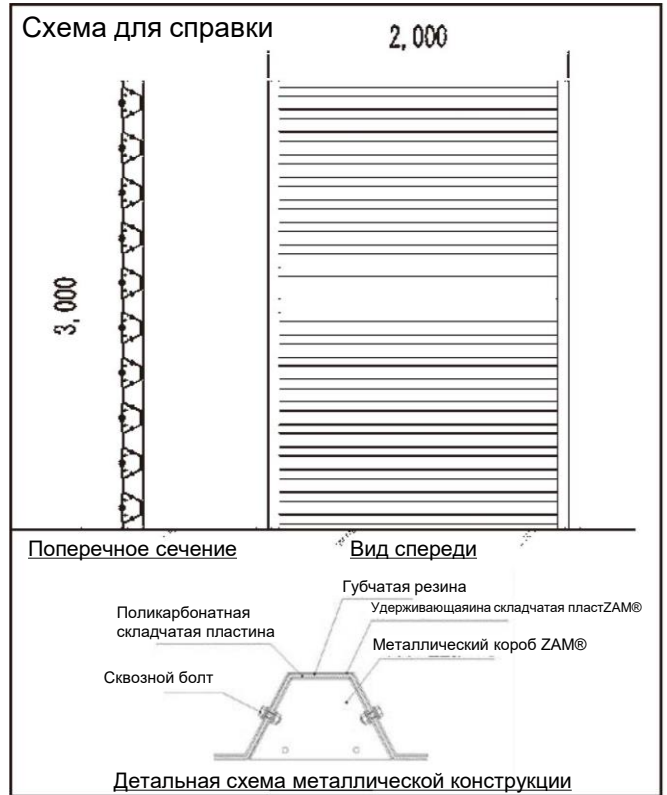 Схема для справки
2,000
3,000
Поперечное сечение
Вид спереди
Губчатая резина
Поликарбонатная
складчатая пластина
Удерживающаяина складчатая пластZAM®
Металлический короб ZAM®
Сквозной болт
Детальная схема металлической конструкции